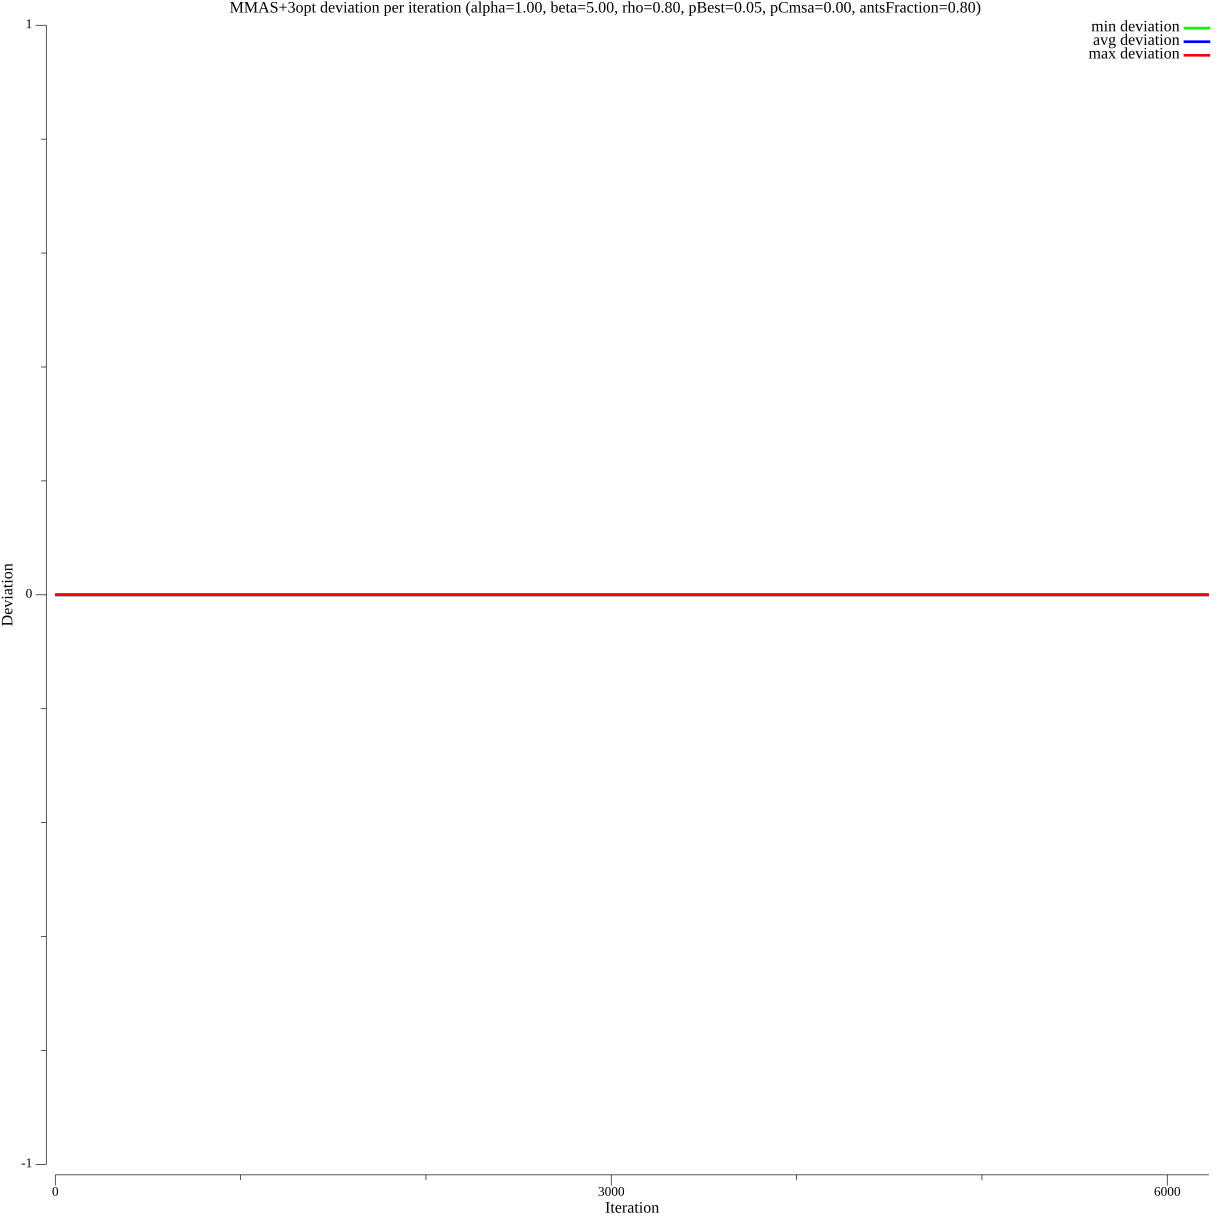 MMAS+3opt deviation per iteration (alpha=1.00, beta=5.00, rho=0.80, pBest=0.05, pCmsa=0.00, antsFraction=0.80)
min deviation
avg deviation
max deviation
1
0
-1
Deviation
0
3000
6000
Iteration